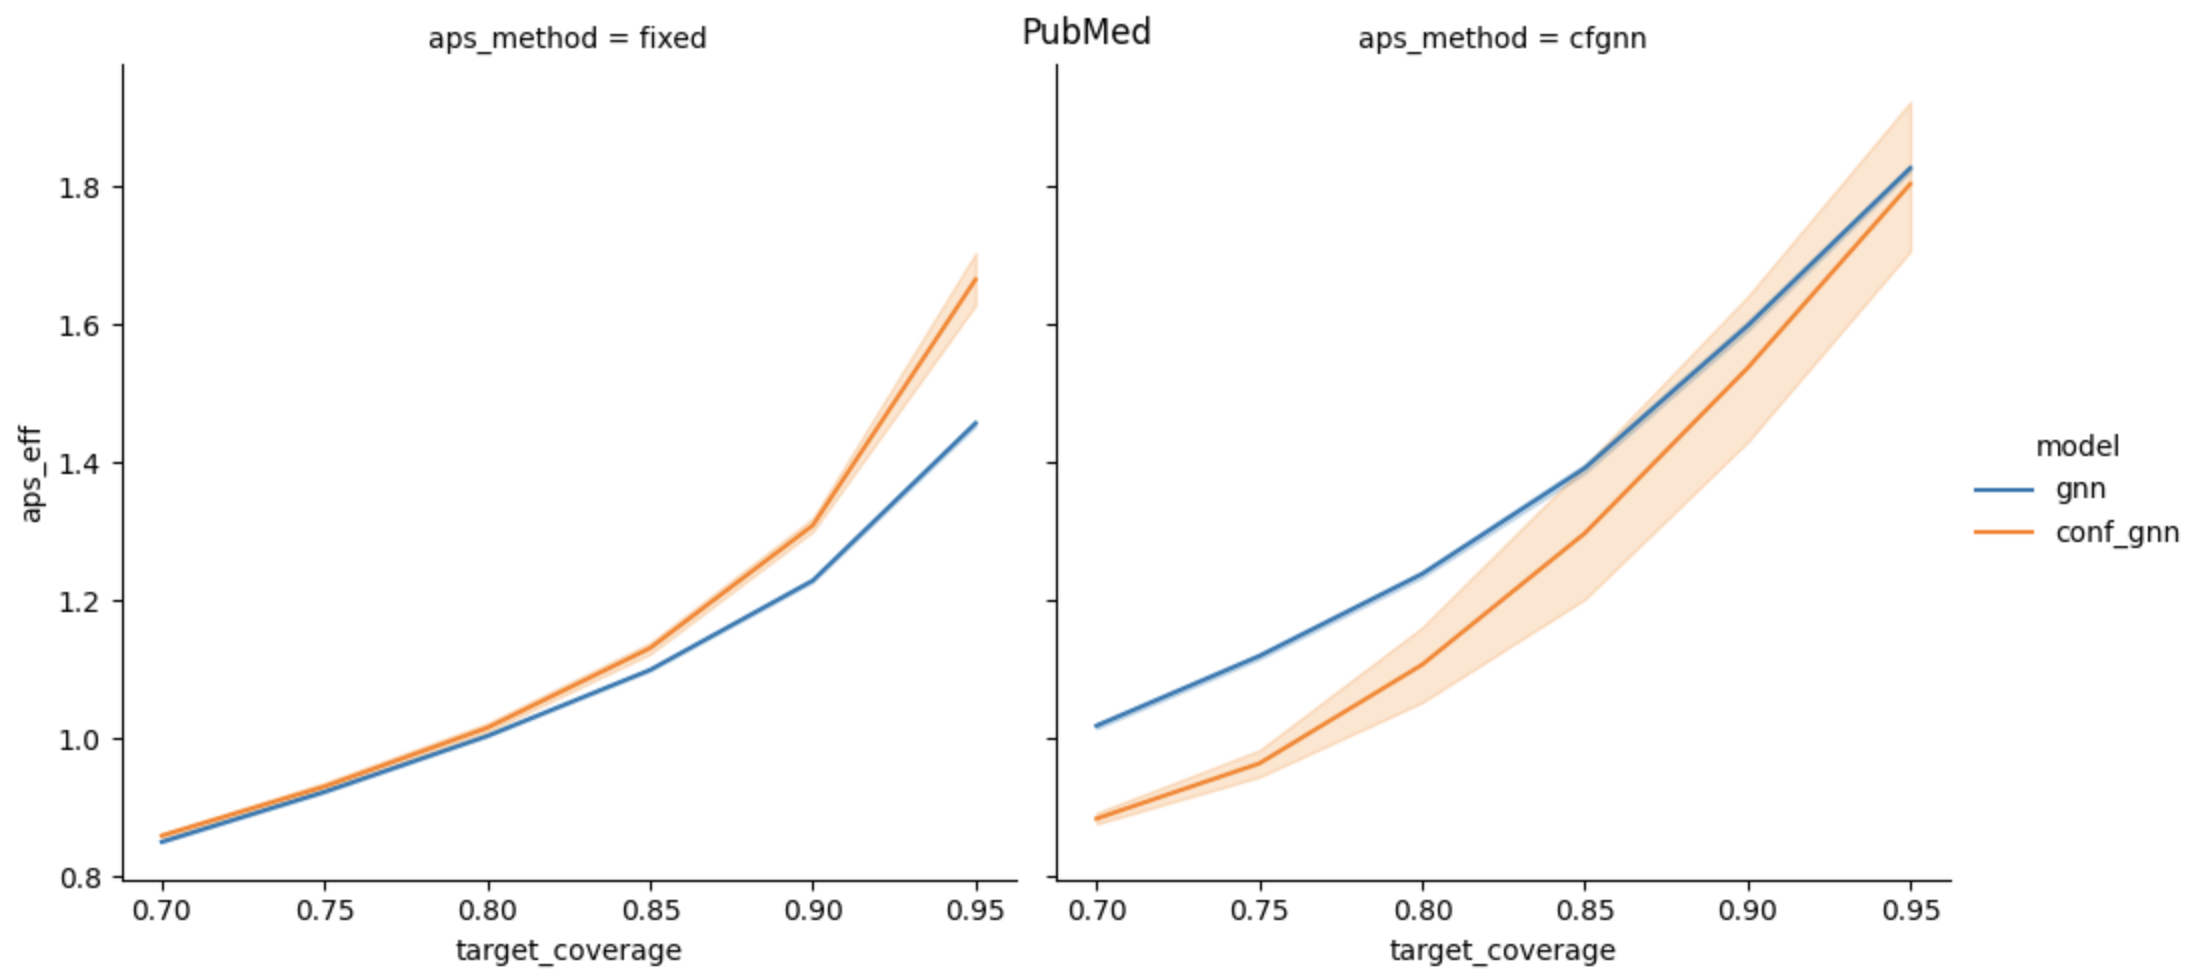 PubMed
aps_method = fixed
aps_method = cfgnn
aps_eff
1.8
1.6
1.4
1.2
1.0
0.8
0.70 0.75 0.80 0.85 0.90 0.95
target_coverage
0.70 0.75 0.80 0.85 0.90 0.95
target_coverage
model
gnn
conf_gnn